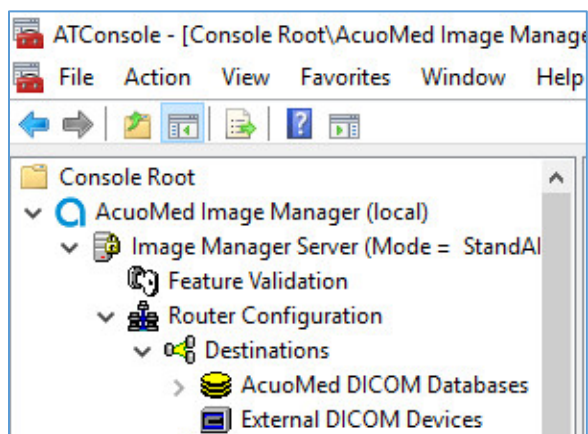 ATConsole - [Console Root\AcuoMed Image Manage
File Action View Favorites Window Help
Console Root
AcuoMed Image Manager (local)
Image Manager Server (Mode = StandAl
Feature Validation
Router Configuration
Destinations
AcuoMed DICOM Databases
External DICOM Devices